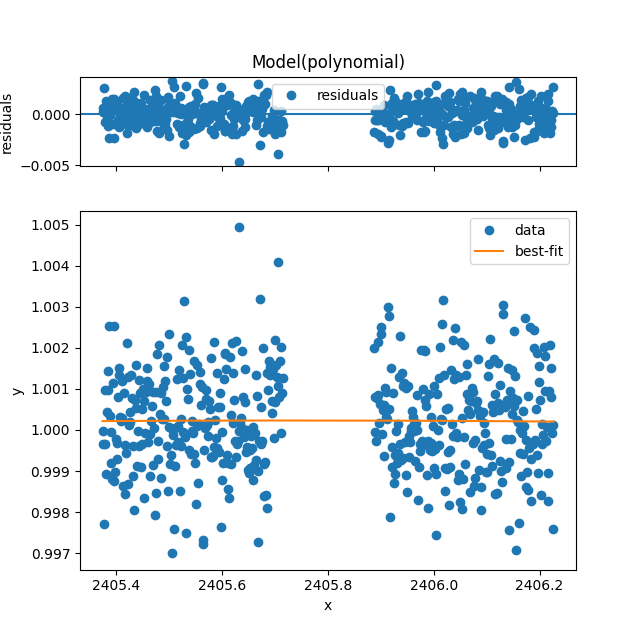 Model(polynomial)
residuals
0.000
−0.005
residuals
1.005
1.004
1.003
1.002
1.001
1.000
0.999
0.998
0.997
y
data
best-fit
2405.4
2405.6
2405.8
2406.0
2406.2
x